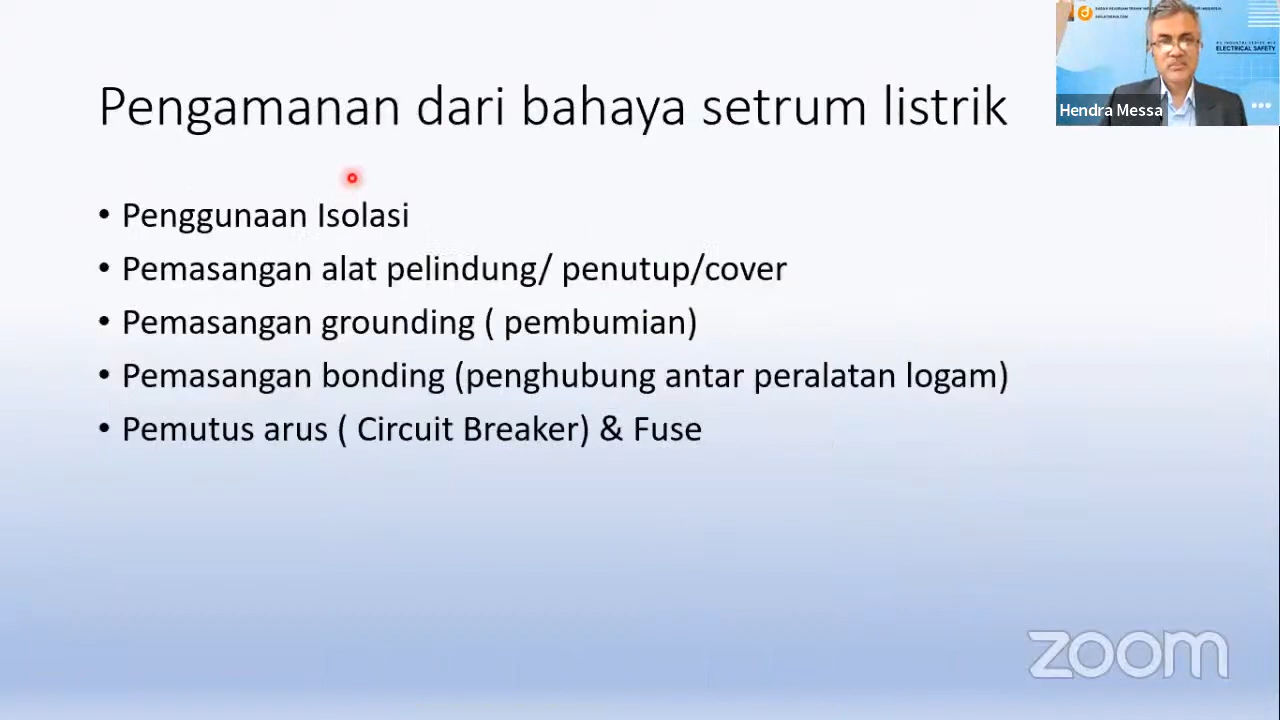 Pengamanan dari bahaya setrum listrik
• Penggunaan Isolasi
• Pemasangan alat pelindung/ penutup/cover
• Pemasangan grounding ( pembumian)
• Pemasangan bonding (penghubung antar peralatan logam)
• Pemutus arus ( Circuit Breaker) & Fuse
ELECTRICAL SAFETY
Hendra Messa
zoom